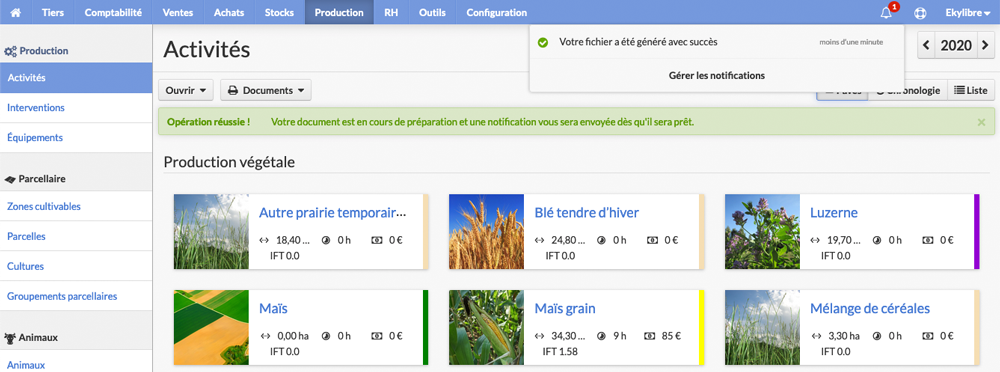 Tiers Comptabilité Ventes Achats Stocks Production RH Outils Configuration 1 Ekylibre
Votre fichier a été généré avec succès moins d'une minute
Gérer les notifications
Production
Activités
Interventions
Équipements
Parcellaire
Zones cultivables
Parcelles
Cultures
Groupements parcellaires
Animaux
Animaux
Activités
2020
Ouvrir Documents
Liste
Opération réussie ! Votre document est en cours de préparation et une notification vous sera envoyée dès qu'il sera prêt. ×
Production végétale
Autre prairie temporair…
18,40 … 0 h 0 €
IFT 0.0
Blé tendre d'hiver
24,80 … 0 h 0 €
IFT 0.0
Luzerne
19,70 … 0 h 0 €
IFT 0.0
Maïs
0,00 ha 0 h 0 €
IFT 0.0
Maïs grain
34,30 … 9 h 85 €
IFT 1.58
Mélange de céréales
3,30 ha 0 h 0 €
IFT 0.0